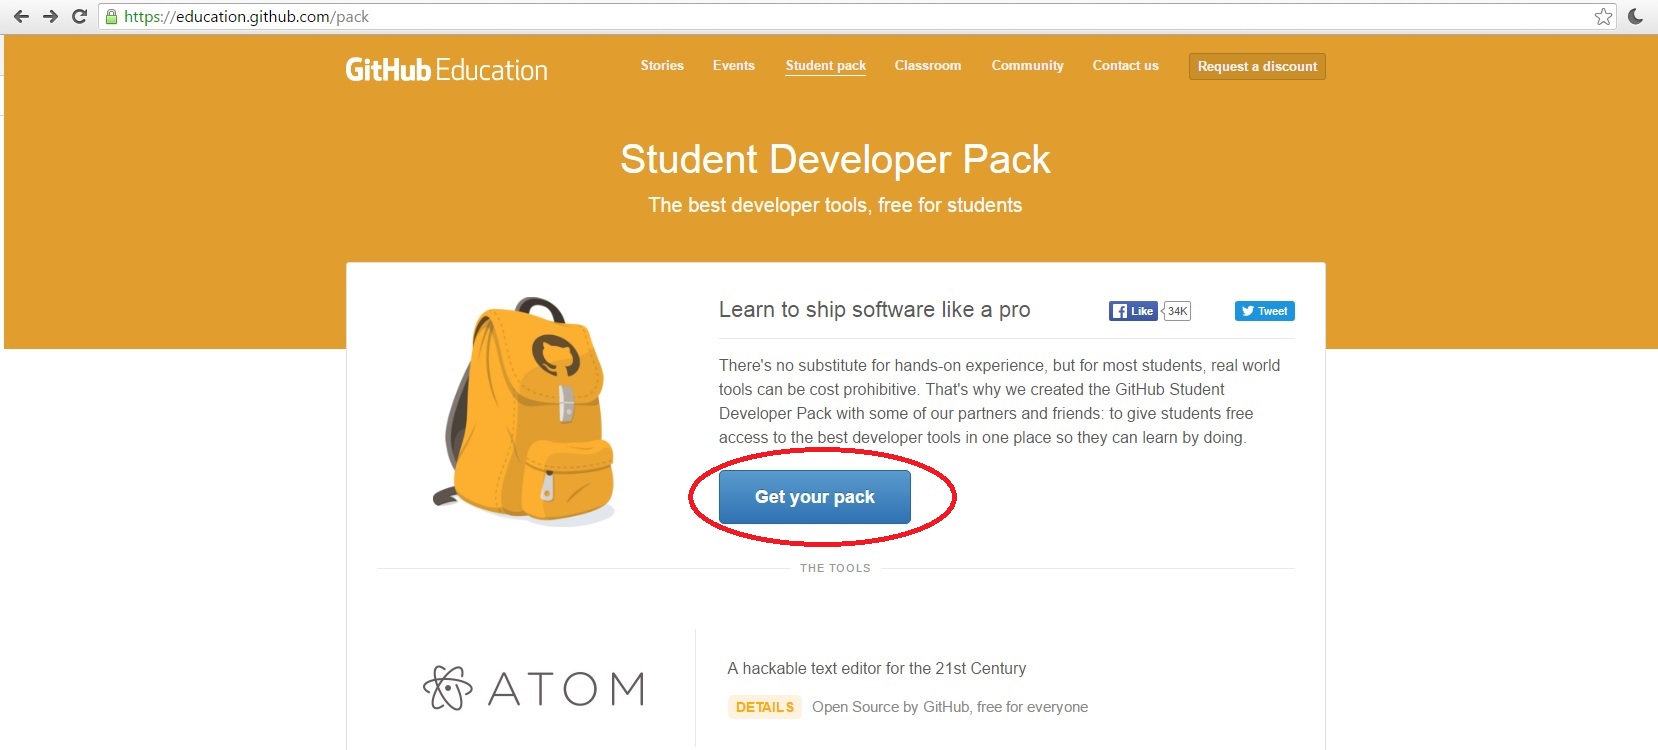 https://education.github.com/pack
GitHub Education
Stories Events Student pack Classroom Community Contact us Request a discount
Student Developer Pack
The best developer tools, free for students
Learn to ship software like a pro
Like 34K Tweet
There's no substitute for hands-on experience, but for most students, real world
tools can be cost prohibitive. That's why we created the GitHub Student
Developer Pack with some of our partners and friends: to give students free
access to the best developer tools in one place so they can learn by doing.
Get your pack
THE TOOLS
ATOM
A hackable text editor for the 21st Century
DETAILS Open Source by GitHub, free for everyone